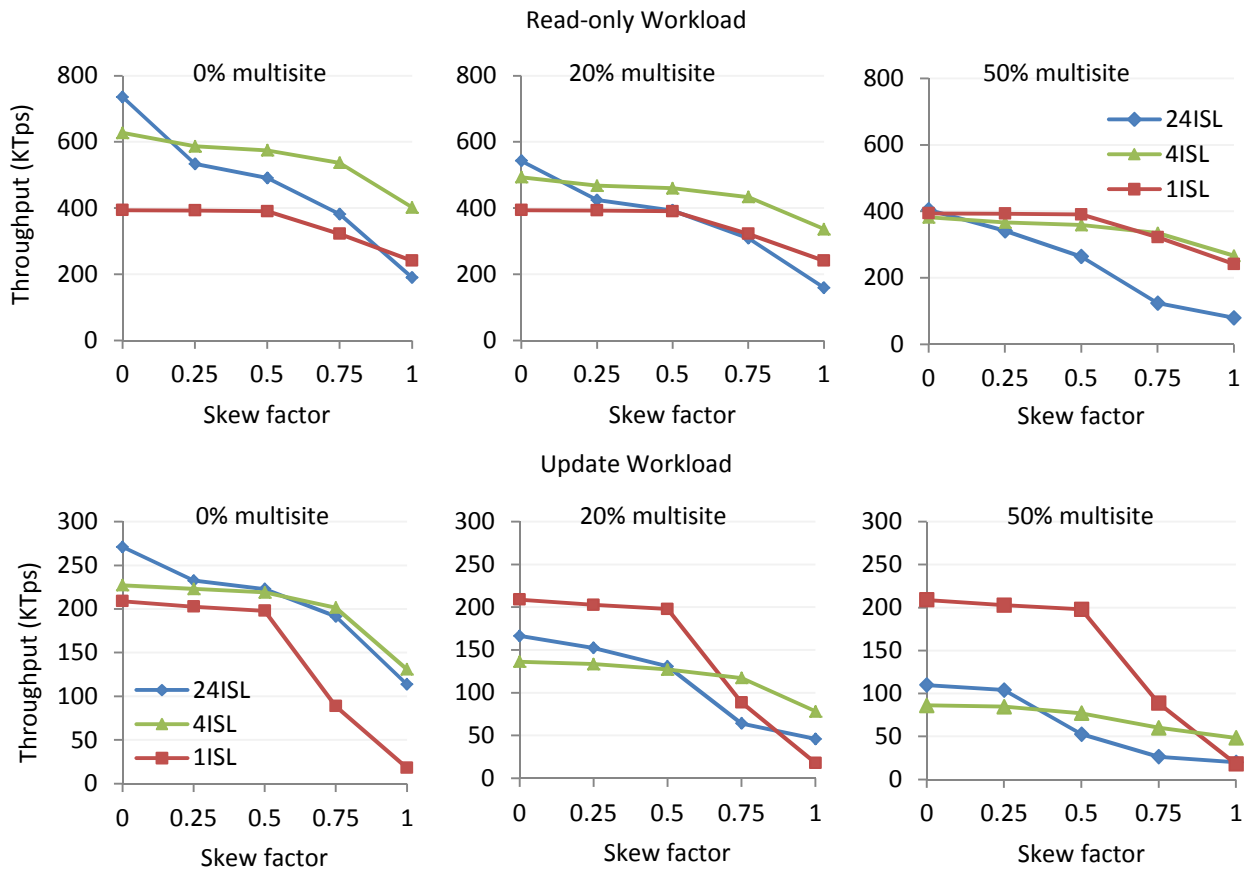 Read-only Workload
0% multisite 20% multisite 50% multisite
Throughput (KTps)
800 800 800
24ISL
600 600 600
4ISL
1ISL
400 400 400
200 200 200
0 0 0
0 0.25 0.5 0.75 1 0 0.25 0.5 0.75 1 0 0.25 0.5 0.75 1
Skew factor Skew factor Skew factor
Update Workload
0% multisite 20% multisite 50% multisite
Throughput (KTps)
300 300 300
250 250 250
200 200 200
150 150 150
100 100 100
24ISL
4ISL
50 50 50
1ISL
0 0 0
0 0.25 0.5 0.75 1 0 0.25 0.5 0.75 1 0 0.25 0.5 0.75 1
Skew factor Skew factor Skew factor